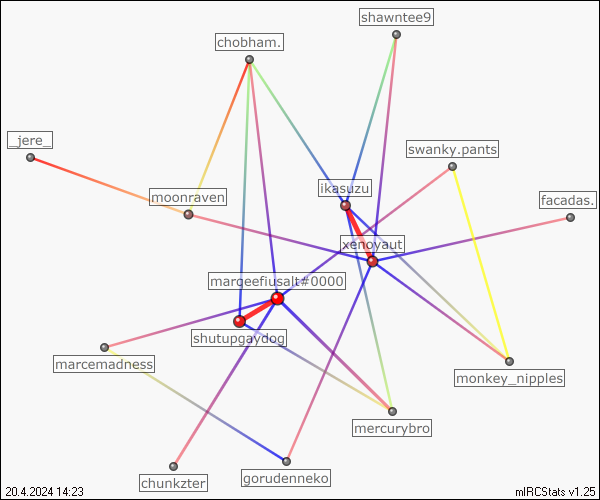 shawntee9
chobham.
_jere_
swanky.pants
ikasuzu
moonraven
facadas.
xenoyaut
marqeefiusalt#0000
shutupgaydog
marcemadness
monkey_nipples
mercurybro
chunkzter
gorudenneko
20.4.2024 14:23
mIRCStats v1.25